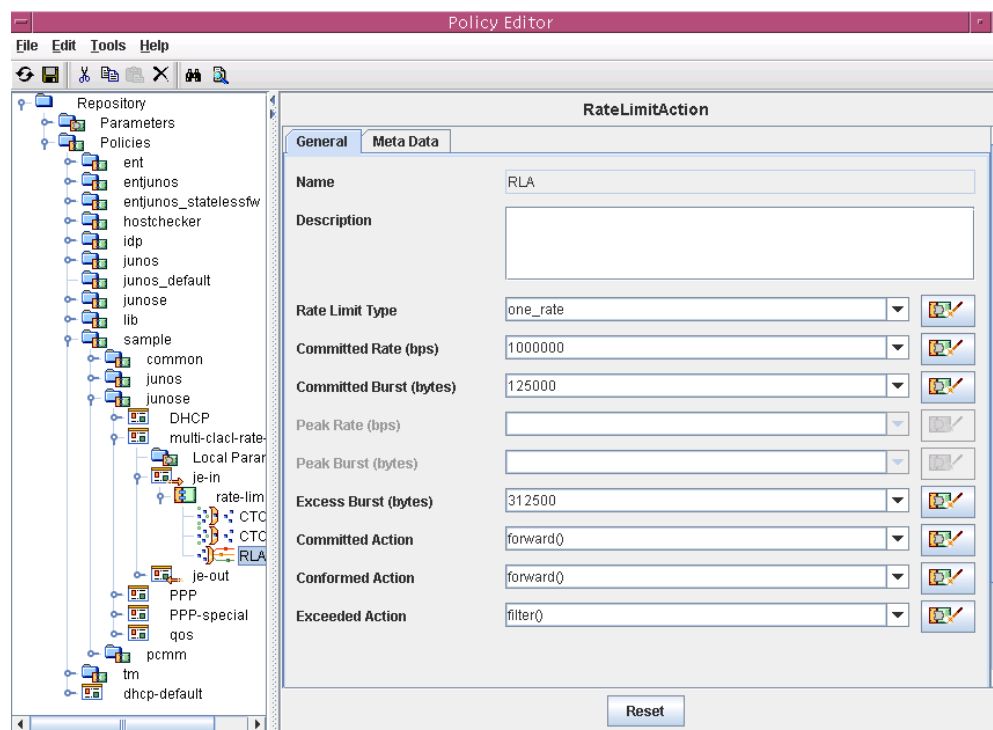 Policy Editor
File Edit Tools Help
Repository
Parameters
Policies
ent
entjunos
entjunos_statelessfw
hostchecker
idp
junos
junos_default
junose
lib
sample
common
junos
junose
DHCP
multi-clacl-rate-
Local Parar
je-in
rate-lim
CTC
CTC
RLA
je-out
PPP
PPP-special
qos
pcmm
tm
dhcp-default
RateLimitAction
General Meta Data
Name RLA
Description
Rate Limit Type one_rate
Committed Rate (bps) 1000000
Committed Burst (bytes) 125000
Peak Rate (bps)
Peak Burst (bytes)
Excess Burst (bytes) 312500
Committed Action forward()
Conformed Action forward()
Exceeded Action filter()
Reset